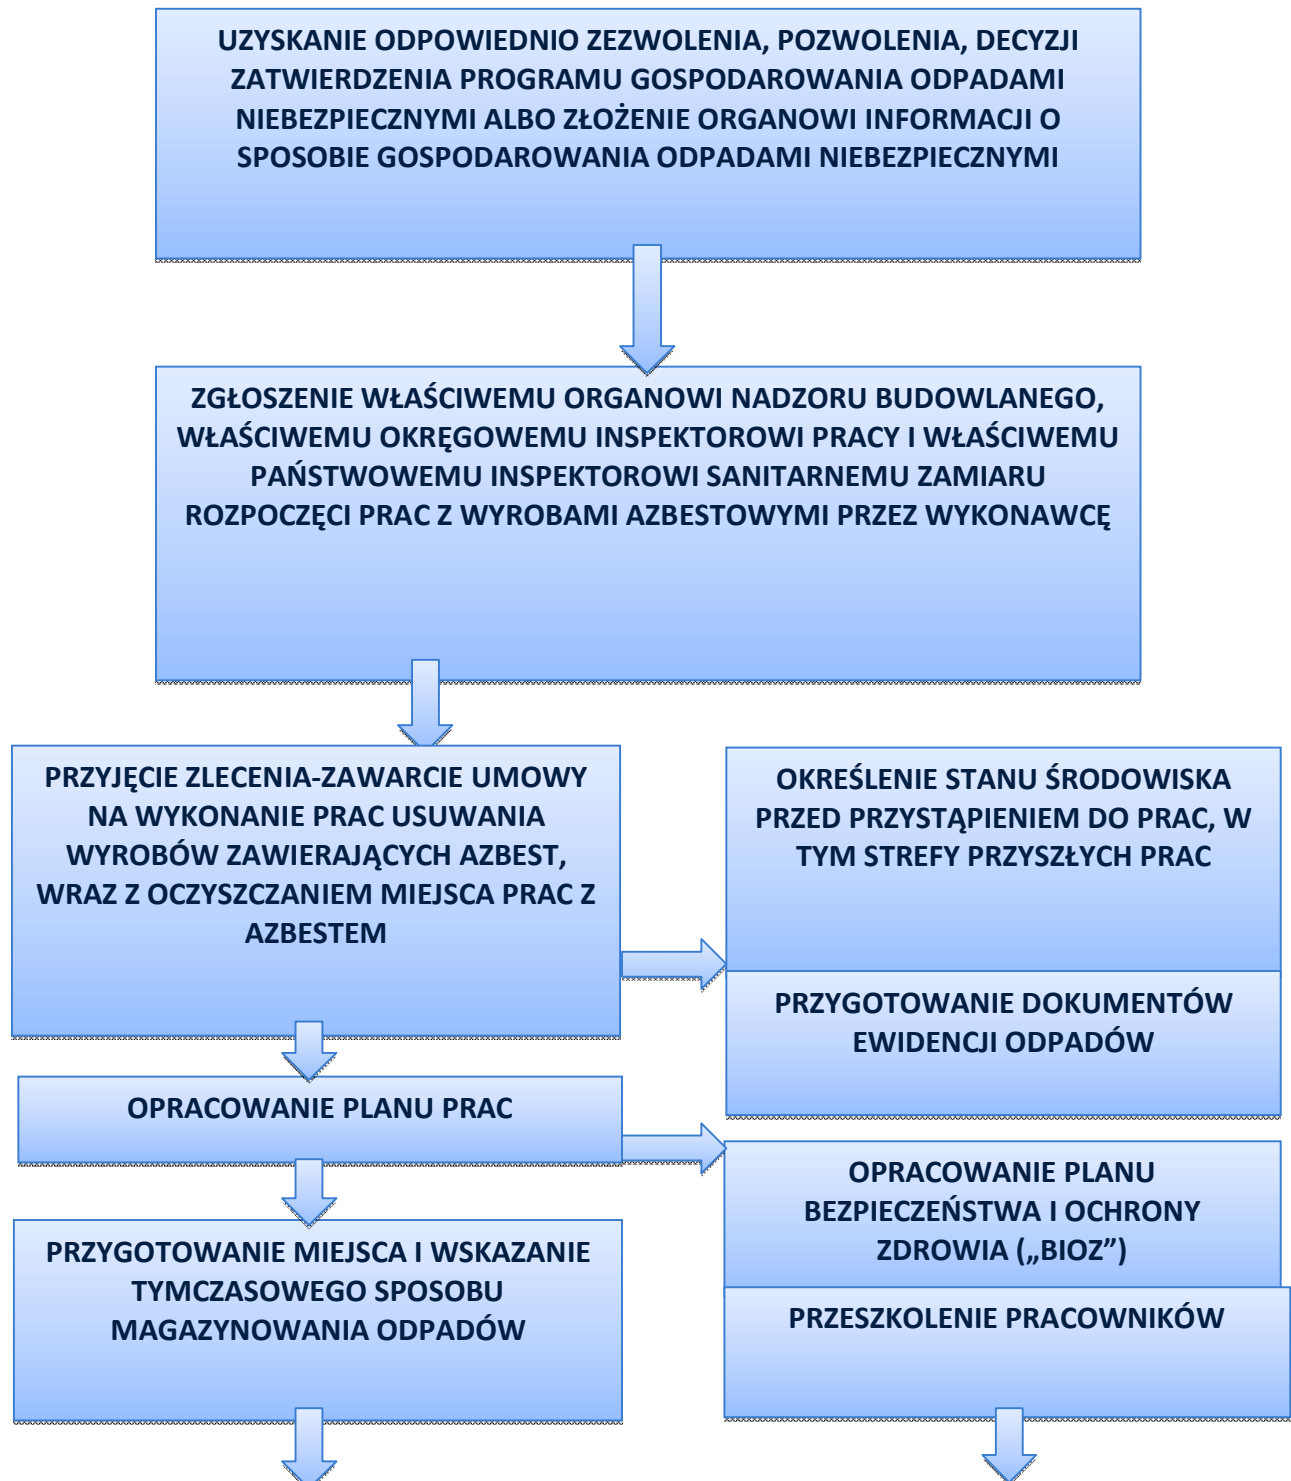 UZYSKANIE ODPOWIEDNIO ZEZWOLENIA, POZWOLENIA, DECYZJI
ZATWIERDZENIA PROGRAMU GOSPODAROWANIA ODPADAMI
NIEBEZPIECZNYMI ALBO ZŁOŻENIE ORGANOWI INFORMACJI O
SPOSOBIE GOSPODAROWANIA ODPADAMI NIEBEZPIECZNYMI
ZGŁOSZENIE WŁAŚCIWEMU ORGANOWI NADZORU BUDOWLANEGO,
WŁAŚCIWEMU OKRĘGOWEMU INSPEKTOROWI PRACY I WŁAŚCIWEMU
PAŃSTWOWEMU INSPEKTOROWI SANITARNEMU ZAMIARU
ROZPOCZĘCI PRAC Z WYROBAMI AZBESTOWYMI PRZEZ WYKONAWCĘ
PRZYJĘCIE ZLECENIA-ZAWARCIE UMOWY
NA WYKONANIE PRAC USUWANIA
WYROBÓW ZAWIERAJĄCYCH AZBEST,
WRAZ Z OCZYSZCZANIEM MIEJSCA PRAC Z
AZBESTEM
OKREŚLENIE STANU ŚRODOWISKA
PRZED PRZYSTĄPIENIEM DO PRAC, W
TYM STREFY PRZYSZŁYCH PRAC
PRZYGOTOWANIE DOKUMENTÓW
EWIDENCJI ODPADÓW
OPRACOWANIE PLANU PRAC
OPRACOWANIE PLANU
BEZPIECZEŃSTWA I OCHRONY
ZDROWIA („BIOZ”)
PRZYGOTOWANIE MIEJSCA I WSKAZANIE
TYMCZASOWEGO SPOSOBU
MAGAZYNOWANIA ODPADÓW
PRZESZKOLENIE PRACOWNIKÓW